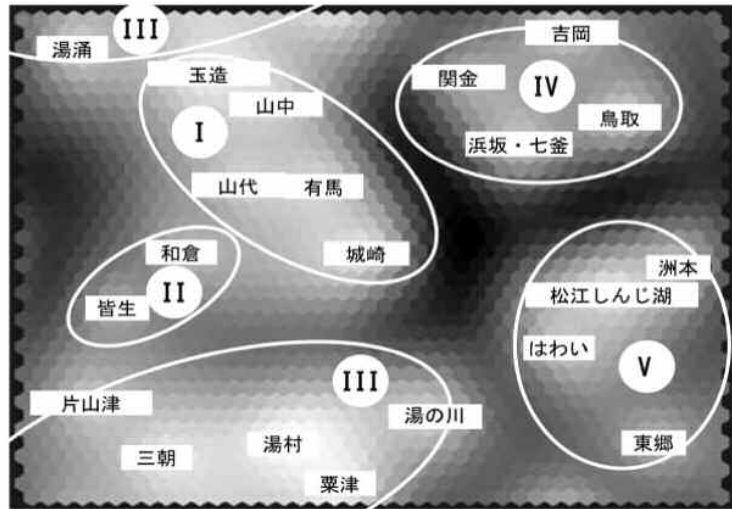 III
湯涌
玉造
山中
I
山代
有馬
城崎
吉岡
関金
IV
鳥取
浜坂・七釜
和倉
II
皆生
洲本
松江しんじ湖
はわい
V
東郷
III
片山津
湯の川
三朝
湯村
粟津